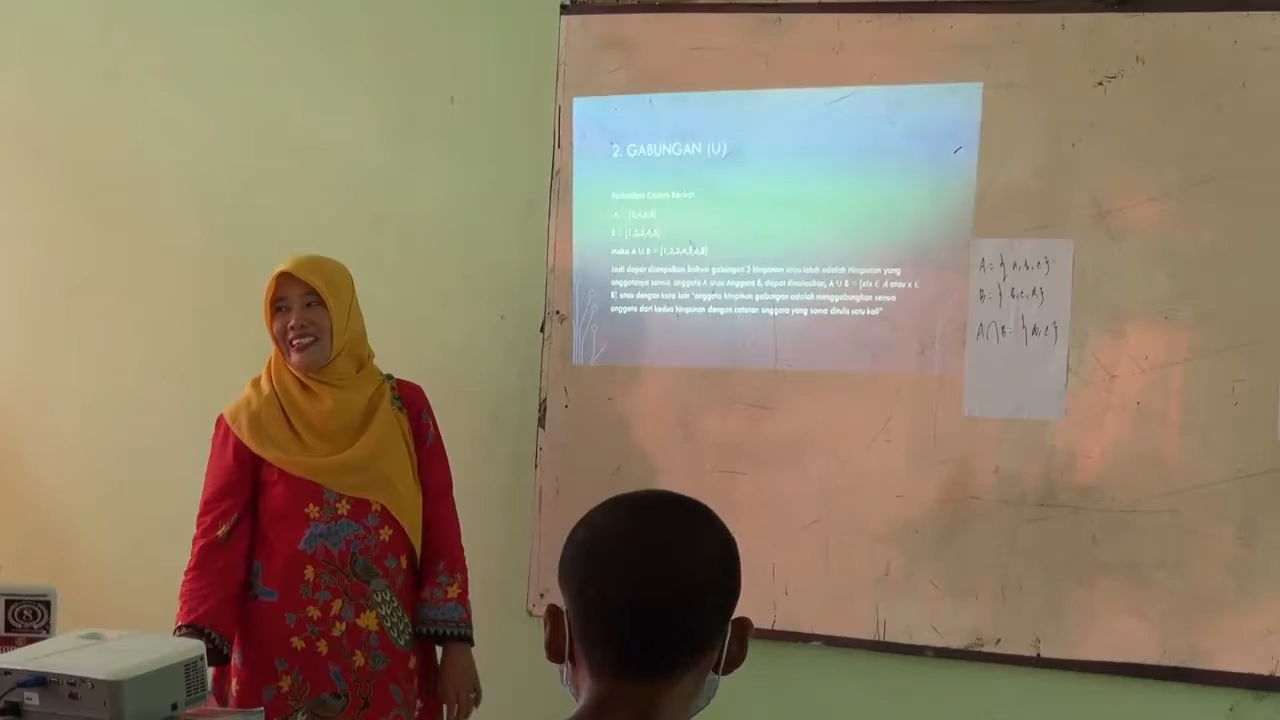 2. GABUNGAN (U)
Perhatikan Contoh Berikut:
A = {2,4,6,8}
B = {1,2,3,4,5}
Maka A U B = {1,2,3,4,5,6,8}
Jadi dapat disimpulkan bahwa gabungan 2 himpunan atau lebih adalah Himpunan yang
anggotanya semua anggota A atau Anggota B, dapat dinotasikan, A U B = {x|x ∈ A atau x ∈
B} atau dengan kata lain "anggota himpunan gabungan adalah menggabungkan semua
anggota dari kedua himpunan dengan catatan anggota yang sama ditulis satu kali"
A = { a, b, c }
B = {
A ∩ B = {
8